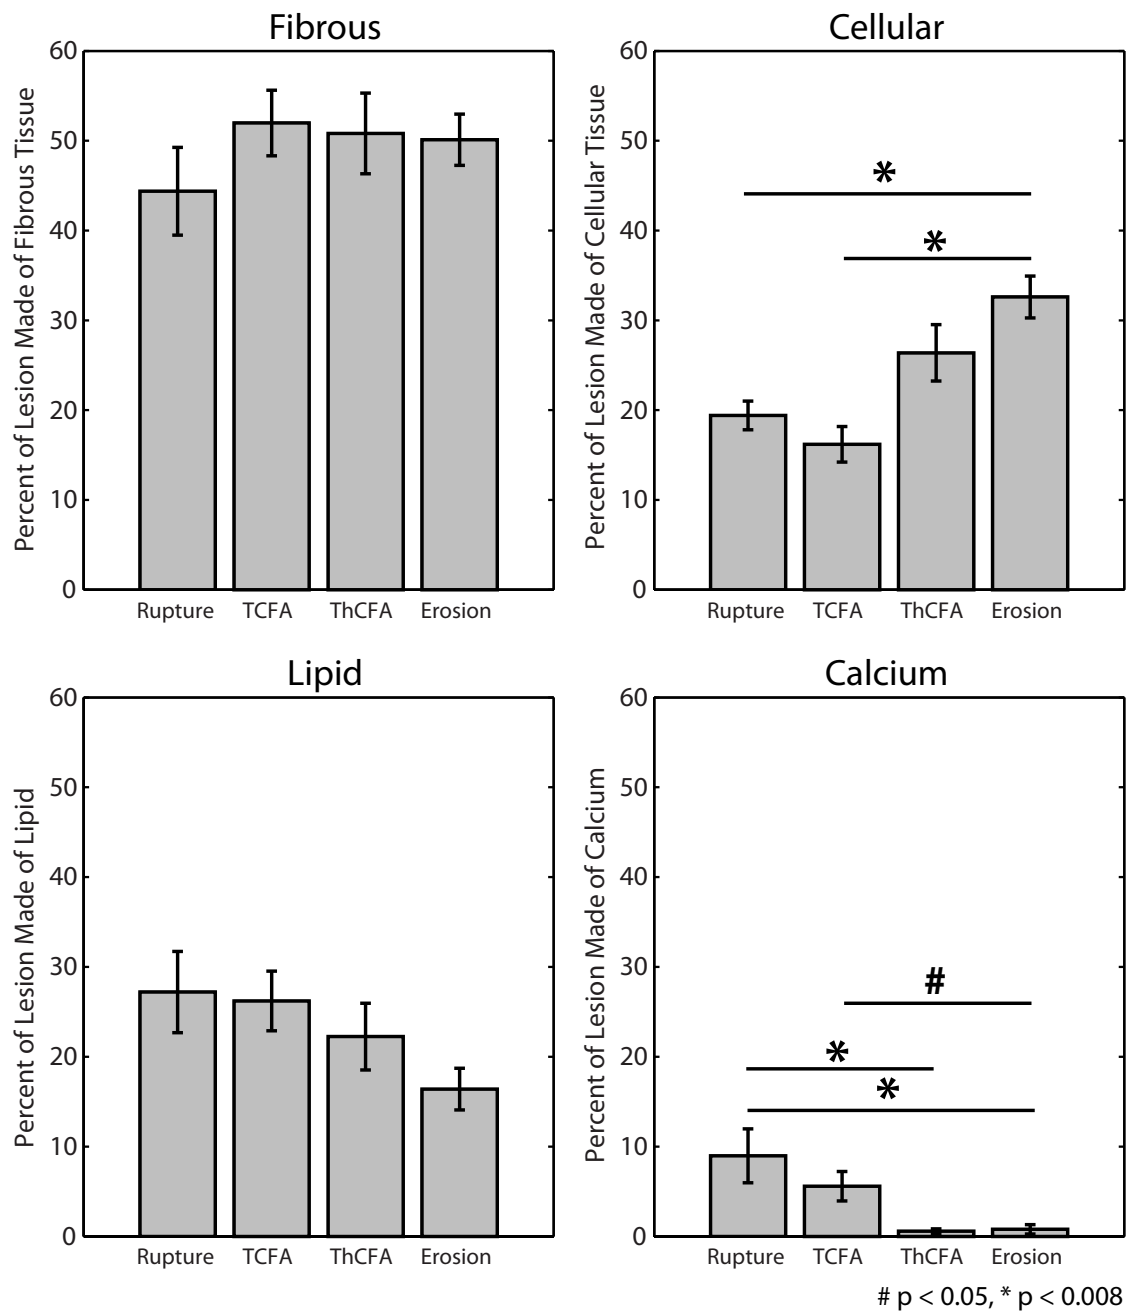 Fibrous
Percent of Lesion Made of Fibrous Tissue
60
50
40
30
20
10
0
Rupture TCFA ThCFA Erosion
Cellular
Percent of Lesion Made of Cellular Tissue
60
50
40
30
20
10
0
*
*
Rupture TCFA ThCFA Erosion
Lipid
Percent of Lesion Made of Lipid
60
50
40
30
20
10
0
Rupture TCFA ThCFA Erosion
Calcium
Percent of Lesion Made of Calcium
60
50
40
30
20
10
0
#
*
*
Rupture TCFA ThCFA Erosion
# p < 0.05, * p < 0.008